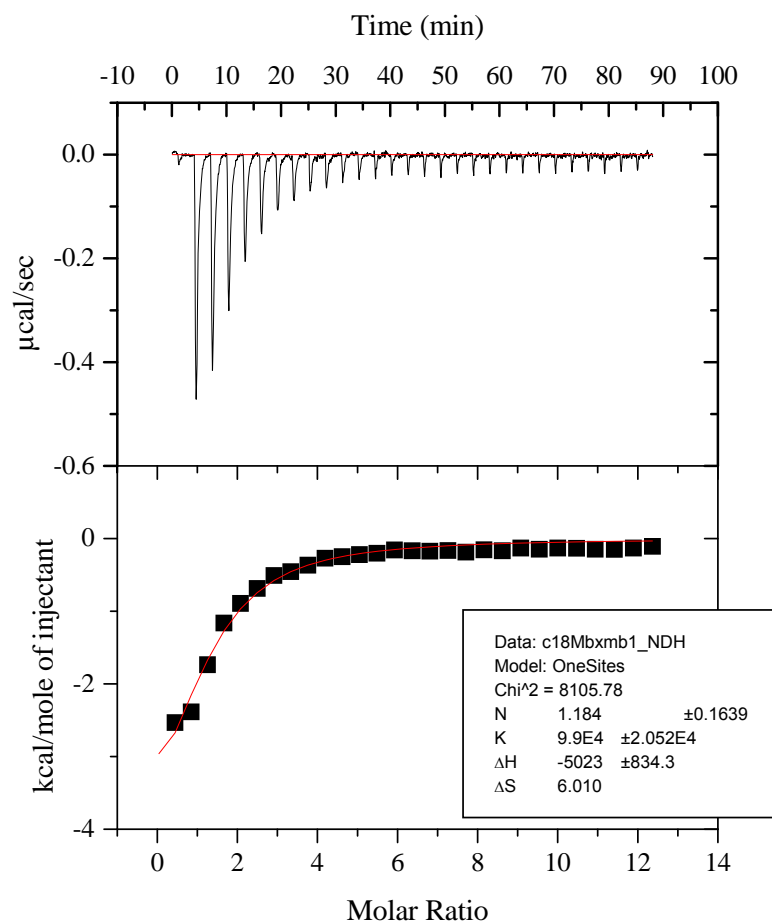 Time (min)
-10 0 10 20 30 40 50 60 70 80 90 100
0.0
-0.2
-0.4
-0.6
µcal/sec
0
-2
-4
kcal/mole of injectant
Data: c18Mbxmb1_NDH
Model: OneSites
Chi^2 = 8105.78
N 1.184 ±0.1639
K 9.9E4 ±2.052E4
ΔH -5023 ±834.3
ΔS 6.010
0 2 4 6 8 10 12 14
Molar Ratio